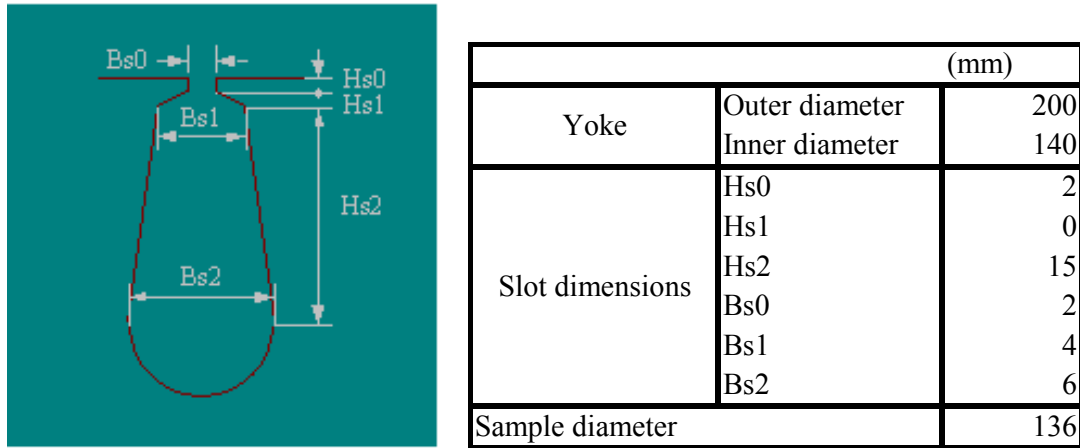 Bs0
Hs0
Hs1
Bs1
Hs2
Bs2
(mm)
Yoke
Outer diameter 200
Inner diameter 140
Slot dimensions
Hs0 2
Hs1 0
Hs2 15
Bs0 2
Bs1 4
Bs2 6
Sample diameter 136